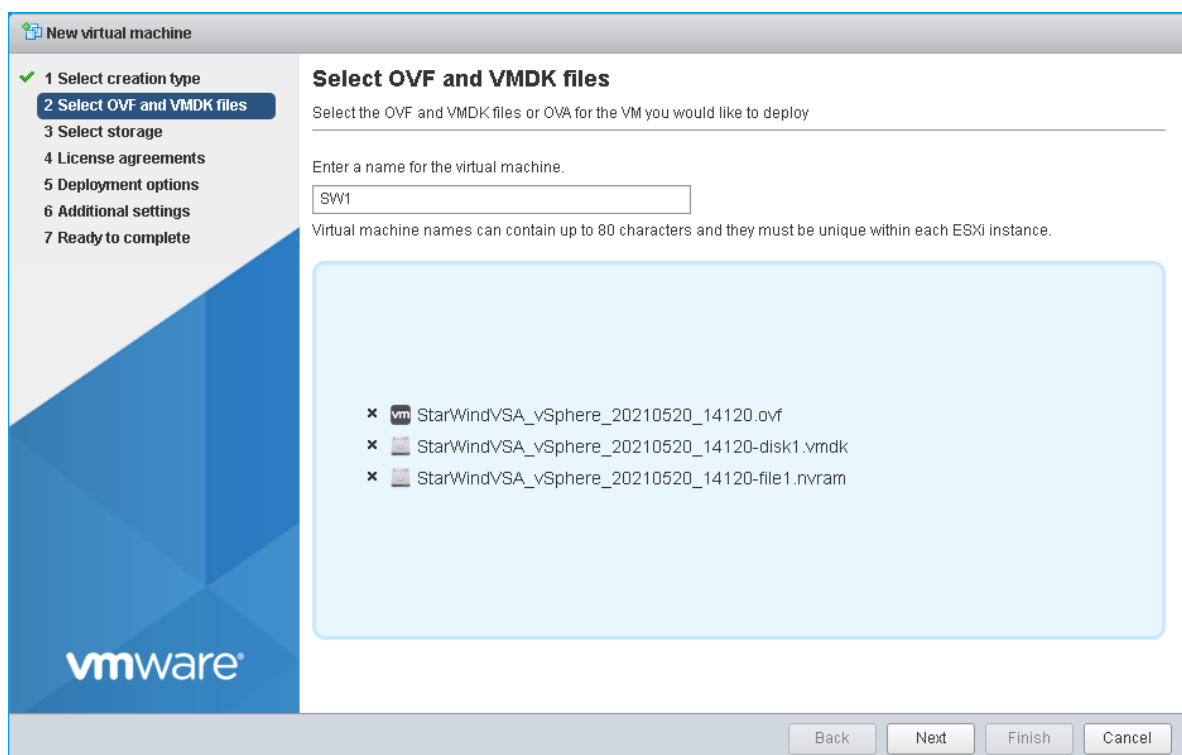 New virtual machine
1 Select creation type
2 Select OVF and VMDK files
3 Select storage
4 License agreements
5 Deployment options
6 Additional settings
7 Ready to complete
vmware®
Select OVF and VMDK files
Select the OVF and VMDK files or OVA for the VM you would like to deploy
Enter a name for the virtual machine.
SW1
Virtual machine names can contain up to 80 characters and they must be unique within each ESXi instance.
vm StarWindVSA_vSphere_20210520_14120.ovf
StarWindVSA_vSphere_20210520_14120-disk1.vmdk
StarWindVSA_vSphere_20210520_14120-file1.nvram
Back Next Finish Cancel